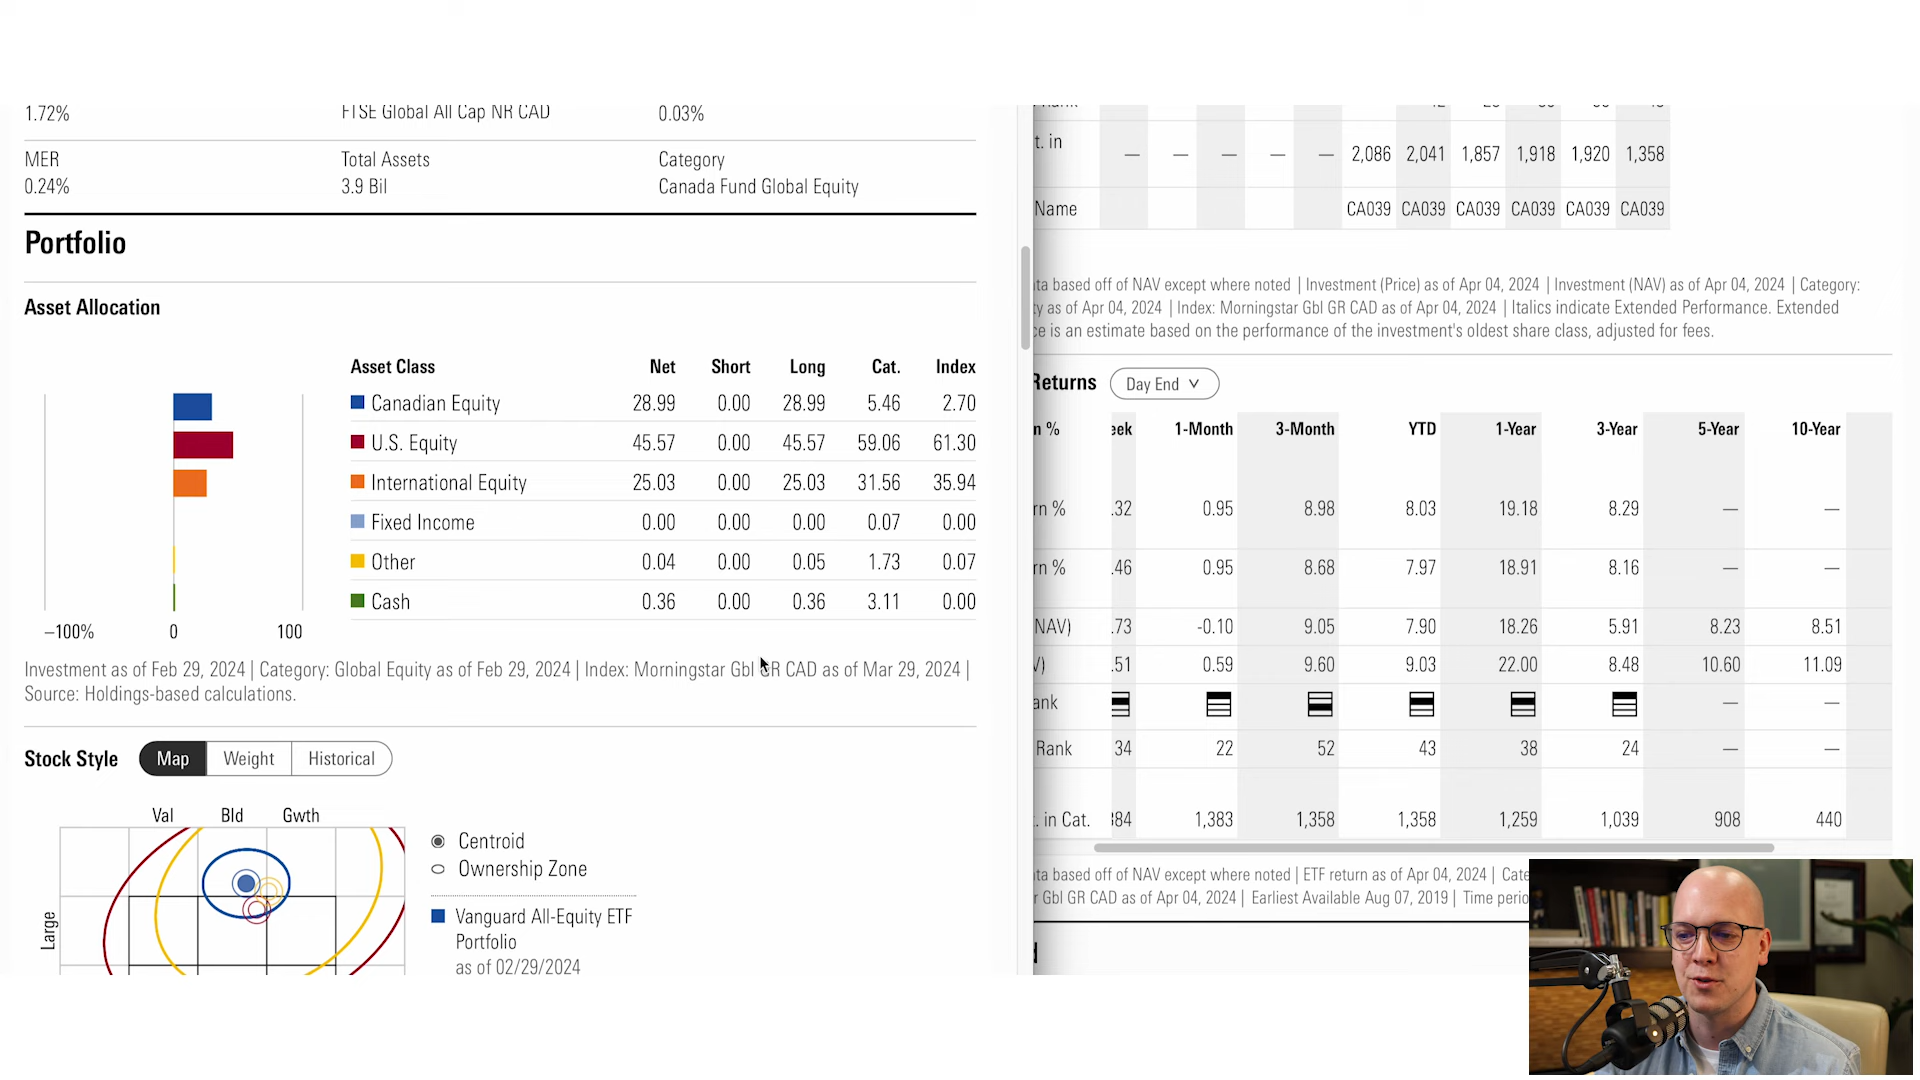 1.72%
FTSE Global All Cap NR CAD
0.03%
MER
Total Assets
Category
0.24%
3.9 Bil
Canada Fund Global Equity
Portfolio
Asset Allocation
Asset Class Net Short Long Cat. Index
Canadian Equity 28.99 0.00 28.99 5.46 2.70
U.S. Equity 45.57 0.00 45.57 59.06 61.30
International Equity 25.03 0.00 25.03 31.56 35.94
Fixed Income 0.00 0.00 0.00 0.07 0.00
Other 0.04 0.00 0.05 1.73 0.07
Cash 0.36 0.00 0.36 3.11 0.00
–100% 0 100
Investment as of Feb 29, 2024 | Category: Global Equity as of Feb 29, 2024 | Index: Morningstar Gbl GR CAD as of Mar 29, 2024 |
Source: Holdings-based calculations.
Stock Style Map Weight Historical
Val Bld Gwth
Large
Centroid
Ownership Zone
Vanguard All-Equity ETF
Portfolio
as of 02/29/2024
t. in
— — — — — 2,086 2,041 1,857 1,918 1,920 1,358
Name CA039 CA039 CA039 CA039 CA039 CA039
ta based off of NAV except where noted | Investment (Price) as of Apr 04, 2024 | Investment (NAV) as of Apr 04, 2024 | Category:
ty as of Apr 04, 2024 | Index: Morningstar Gbl GR CAD as of Apr 04, 2024 | Italics indicate Extended Performance. Extended
ce is an estimate based on the performance of the investment's oldest share class, adjusted for fees.
Returns Day End
n % eek 1-Month 3-Month YTD 1-Year 3-Year 5-Year 10-Year
rn % .32 0.95 8.98 8.03 19.18 8.29 — —
rn % .46 0.95 8.68 7.97 18.91 8.16 — —
NAV) .73 -0.10 9.05 7.90 18.26 5.91 8.23 8.51
V) .51 0.59 9.60 9.03 22.00 8.48 10.60 11.09
ank — —
Rank 34 22 52 43 38 24 — —
. in Cat. 384 1,383 1,358 1,358 1,259 1,039 908 440
ta based off of NAV except where noted | ETF return as of Apr 04, 2024 | Cate
r Gbl GR CAD as of Apr 04, 2024 | Earliest Available Aug 07, 2019 | Time perio